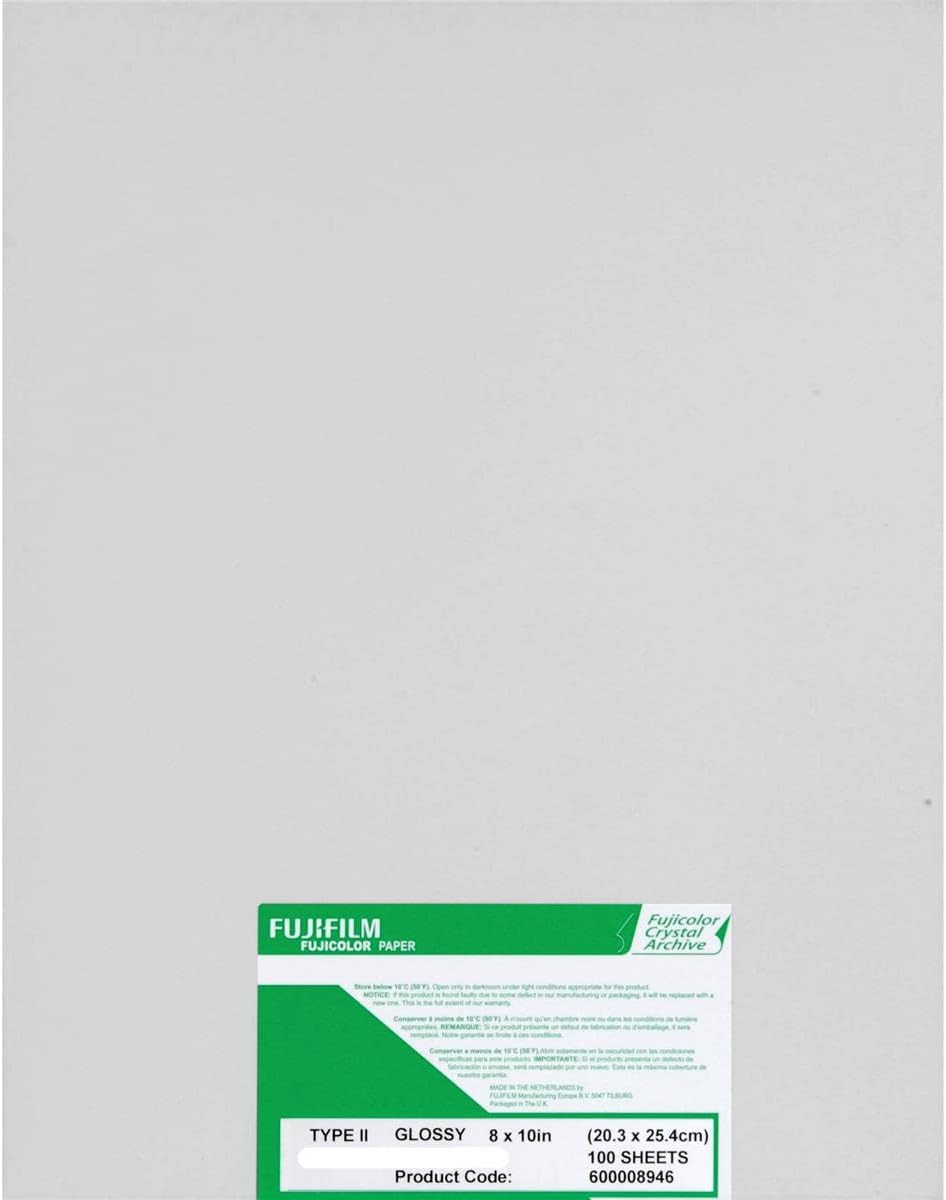 FUJIFILM
FUJICOLOR PAPER
Fujicolor
Crystal
Archive
Store below 10°C (50°F). Open only in darkroom under light conditions appropriate for this product.
NOTICE: If this product is found faulty due to some defect in our manufacturing or packaging, it will be replaced with a
new one. This is the full extent of our warranty.
Conserver à moins de 10°C (50°F). À n'ouvrir qu'en chambre noire ou dans les conditions de lumière
appropriées. REMARQUE: Si ce produit présente un défaut de fabrication ou d'emballage, il sera
remplacé. Notre garantie se limite à ces conditions.
Conservar a menos de 10°C (50°F). Abrir solamente en la oscuridad con las condiciones
específicas para este producto. IMPORTANTE: Si el producto presenta un defecto de
fabricación o envase, será remplazado por uno nuevo. Esta es la máxima cobertura de
nuestra garantía.
MADE IN THE NETHERLANDS by
FUJIFILM Manufacturing Europe B.V. 5047 TILBURG
Packaged in The U.K.
TYPE II GLOSSY 8 x 10in (20.3 x 25.4cm)
100 SHEETS
Product Code: 600008946